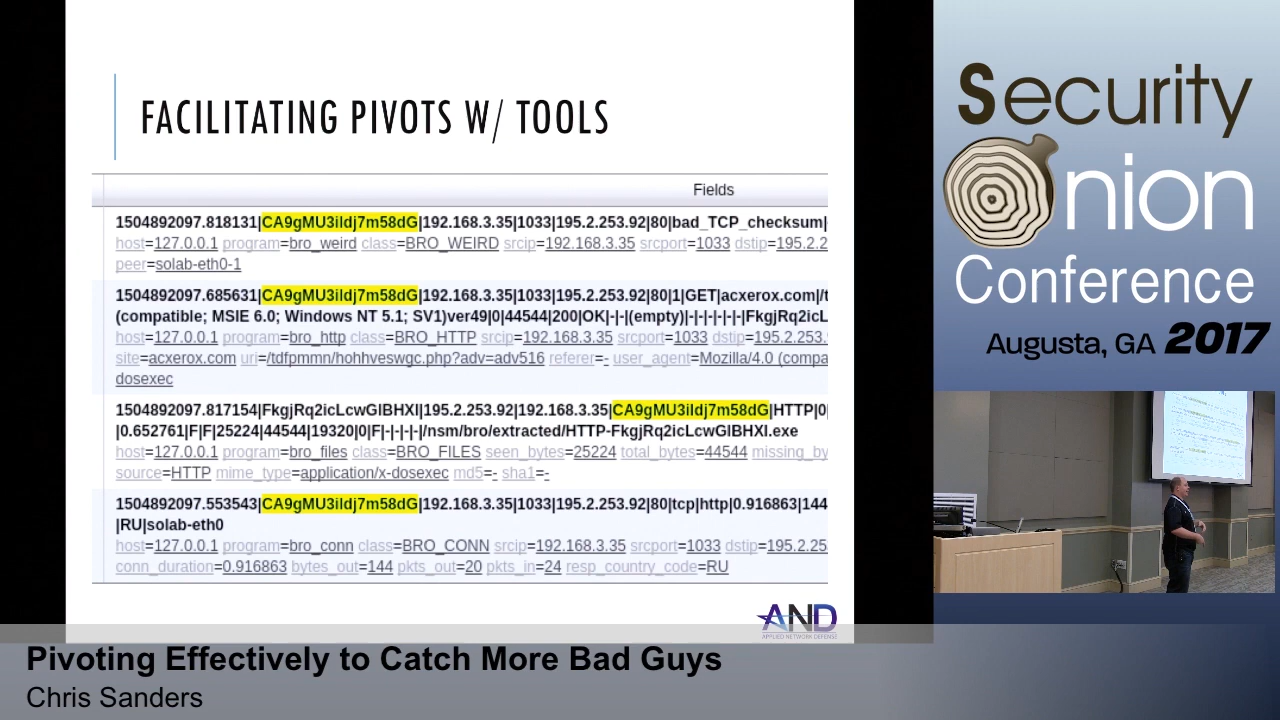 FACILITATING PIVOTS W/ TOOLS
Fields
1504892097.818131|CA9gMU3ildj7m58dG|192.168.3.35|1033|195.2.253.92|80|bad_TCP_checksum|
host=127.0.0.1 program=bro_weird class=BRO_WEIRD srcip=192.168.3.35 srcport=1033 dstip=195.2.2
peer=solab-eth0-1
1504892097.685631|CA9gMU3ildj7m58dG|192.168.3.35|1033|195.2.253.92|80|1|GET|acxerox.com|/t
(compatible; MSIE 6.0; Windows NT 5.1; SV1)ver49|0|44544|200|OK|-|-|(empty)|-|-|-|-|-|-|FkgjRq2icL
host=127.0.0.1 program=bro_http class=BRO_HTTP srcip=192.168.3.35 srcport=1033 dstip=195.2.253.
site=acxerox.com uri=/tdfpmmn/hohhveswgc.php?adv=adv516 referer=- user_agent=Mozilla/4.0 (compa
dosexec
1504892097.817154|FkgjRq2icLcwGlBHXl|195.2.253.92|192.168.3.35|CA9gMU3ildj7m58dG|HTTP|0|
|0.652761|F|F|25224|44544|19320|0|F|-|-|-|-|/nsm/bro/extracted/HTTP-FkgjRq2icLcwGlBHXl.exe
host=127.0.0.1 program=bro_files class=BRO_FILES seen_bytes=25224 total_bytes=44544 missing_by
source=HTTP mime_type=application/x-dosexec md5=- sha1=-
1504892097.553543|CA9gMU3ildj7m58dG|192.168.3.35|1033|195.2.253.92|80|tcp|http|0.916863|144
|RU|solab-eth0
host=127.0.0.1 program=bro_conn class=BRO_CONN srcip=192.168.3.35 srcport=1033 dstip=195.2.25
conn_duration=0.916863 bytes_out=144 pkts_out=20 pkts_in=24 resp_country_code=RU
AND
APPLIED NETWORK DEFENSE
Security
Onion
Conference
Augusta, GA 2017
Pivoting Effectively to Catch More Bad Guys
Chris Sanders